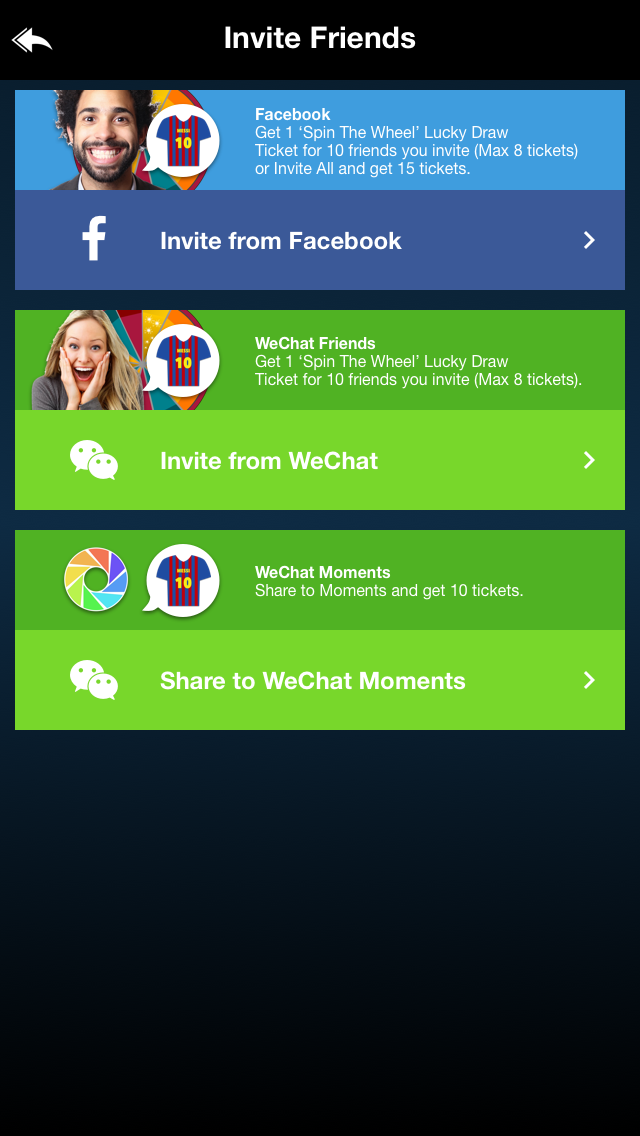 Invite Friends
Facebook
Get 1 ‘Spin The Wheel’ Lucky Draw
Ticket for 10 friends you invite (Max 8 tickets)
or Invite All and get 15 tickets.
MESSI
10
Invite from Facebook
WeChat Friends
Get 1 ‘Spin The Wheel’ Lucky Draw
Ticket for 10 friends you invite (Max 8 tickets).
MESSI
10
Invite from WeChat
WeChat Moments
Share to Moments and get 10 tickets.
MESSI
10
Share to WeChat Moments